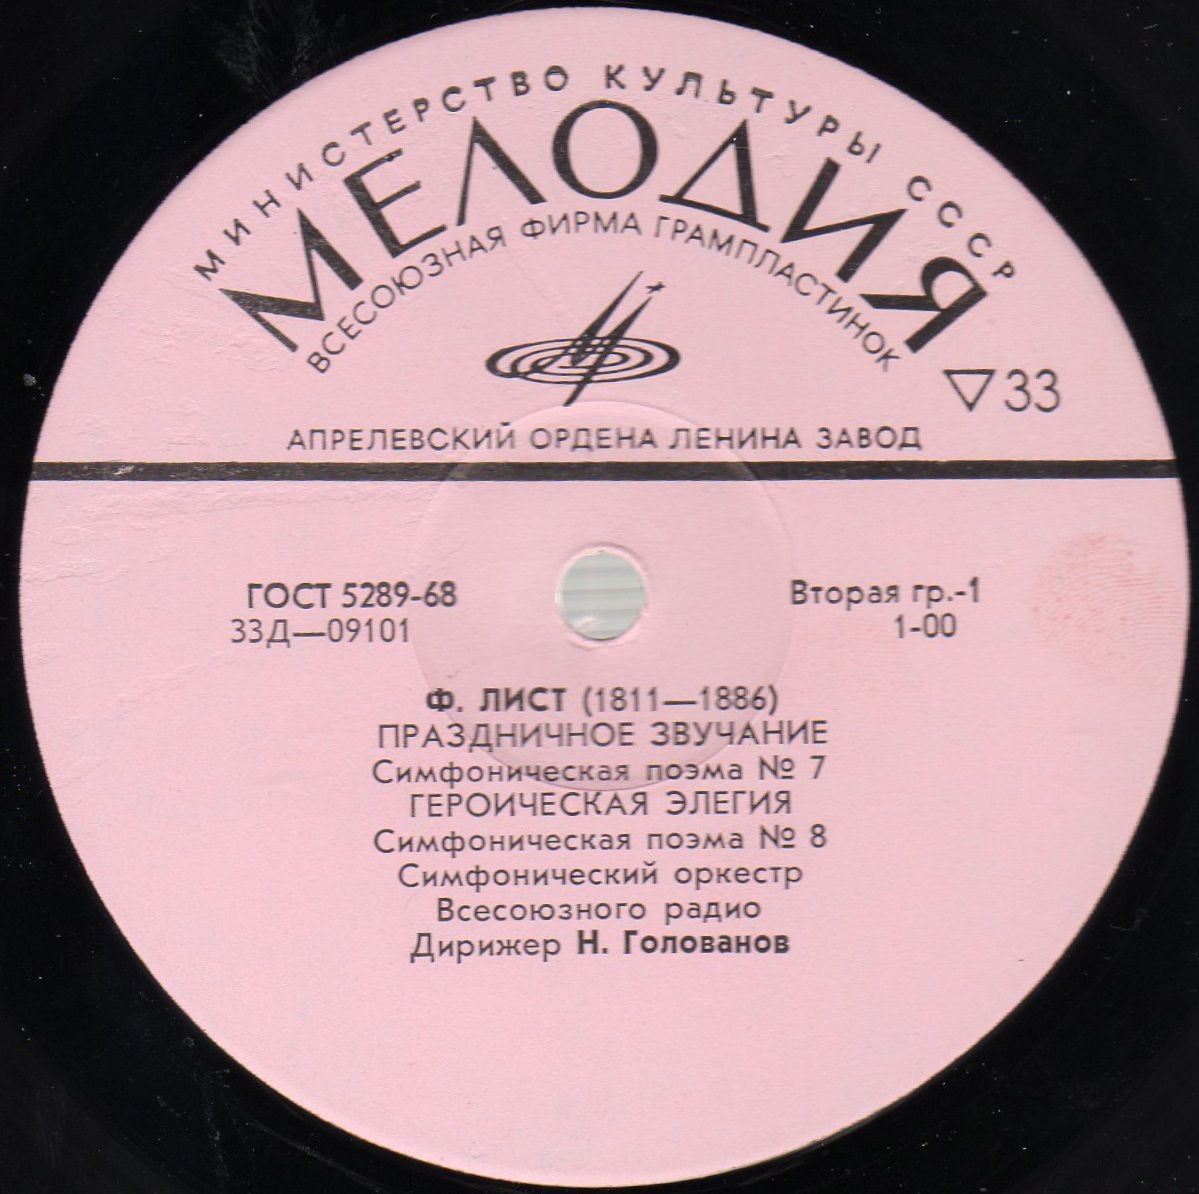 МИНИСТЕРСТВО КУЛЬТУРЫ СССР
МЕЛОДИЯ
ВСЕСОЮЗНАЯ ФИРМА ГРАМПЛАСТИНОК
▽33
АПРЕЛЕВСКИЙ ОРДЕНА ЛЕНИНА ЗАВОД
ГОСТ 5289-68 Вторая гр.-1
33Д—09101 1-00
Ф. ЛИСТ (1811—1886)
ПРАЗДНИЧНОЕ ЗВУЧАНИЕ
Симфоническая поэма № 7
ГЕРОИЧЕСКАЯ ЭЛЕГИЯ
Симфоническая поэма № 8
Симфонический оркестр
Всесоюзного радио
Дирижер Н. Голованов